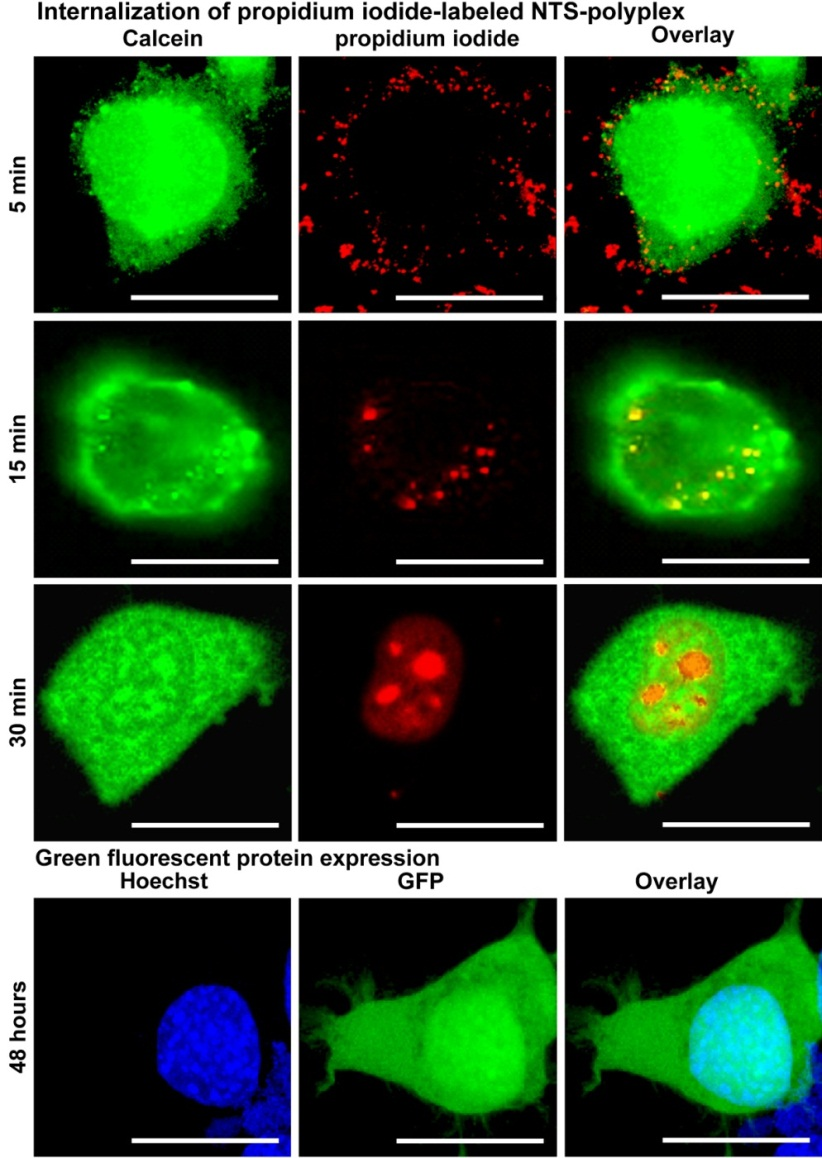 Internalization of propidium iodide-labeled NTS-polyplex
Calcein propidium iodide Overlay
5 min
15 min
30 min
Green fluorescent protein expression
Hoechst GFP Overlay
48 hours